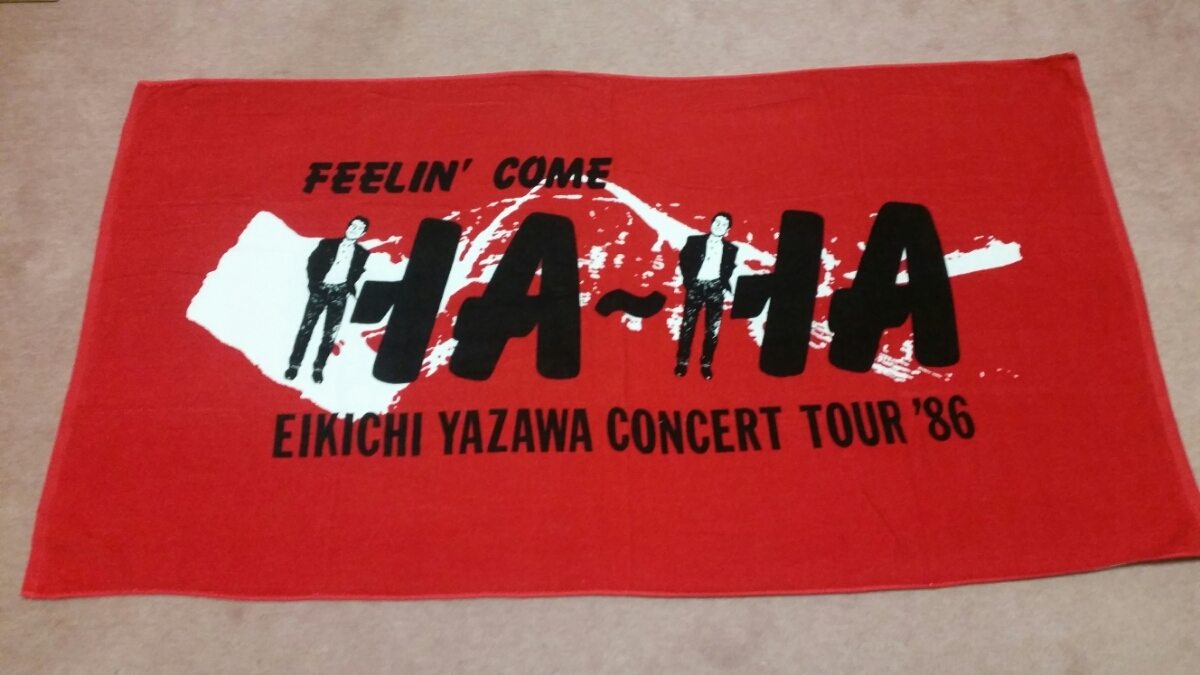 FEELIN' COME
HA~HA
EIKICHI YAZAWA CONCERT TOUR '86